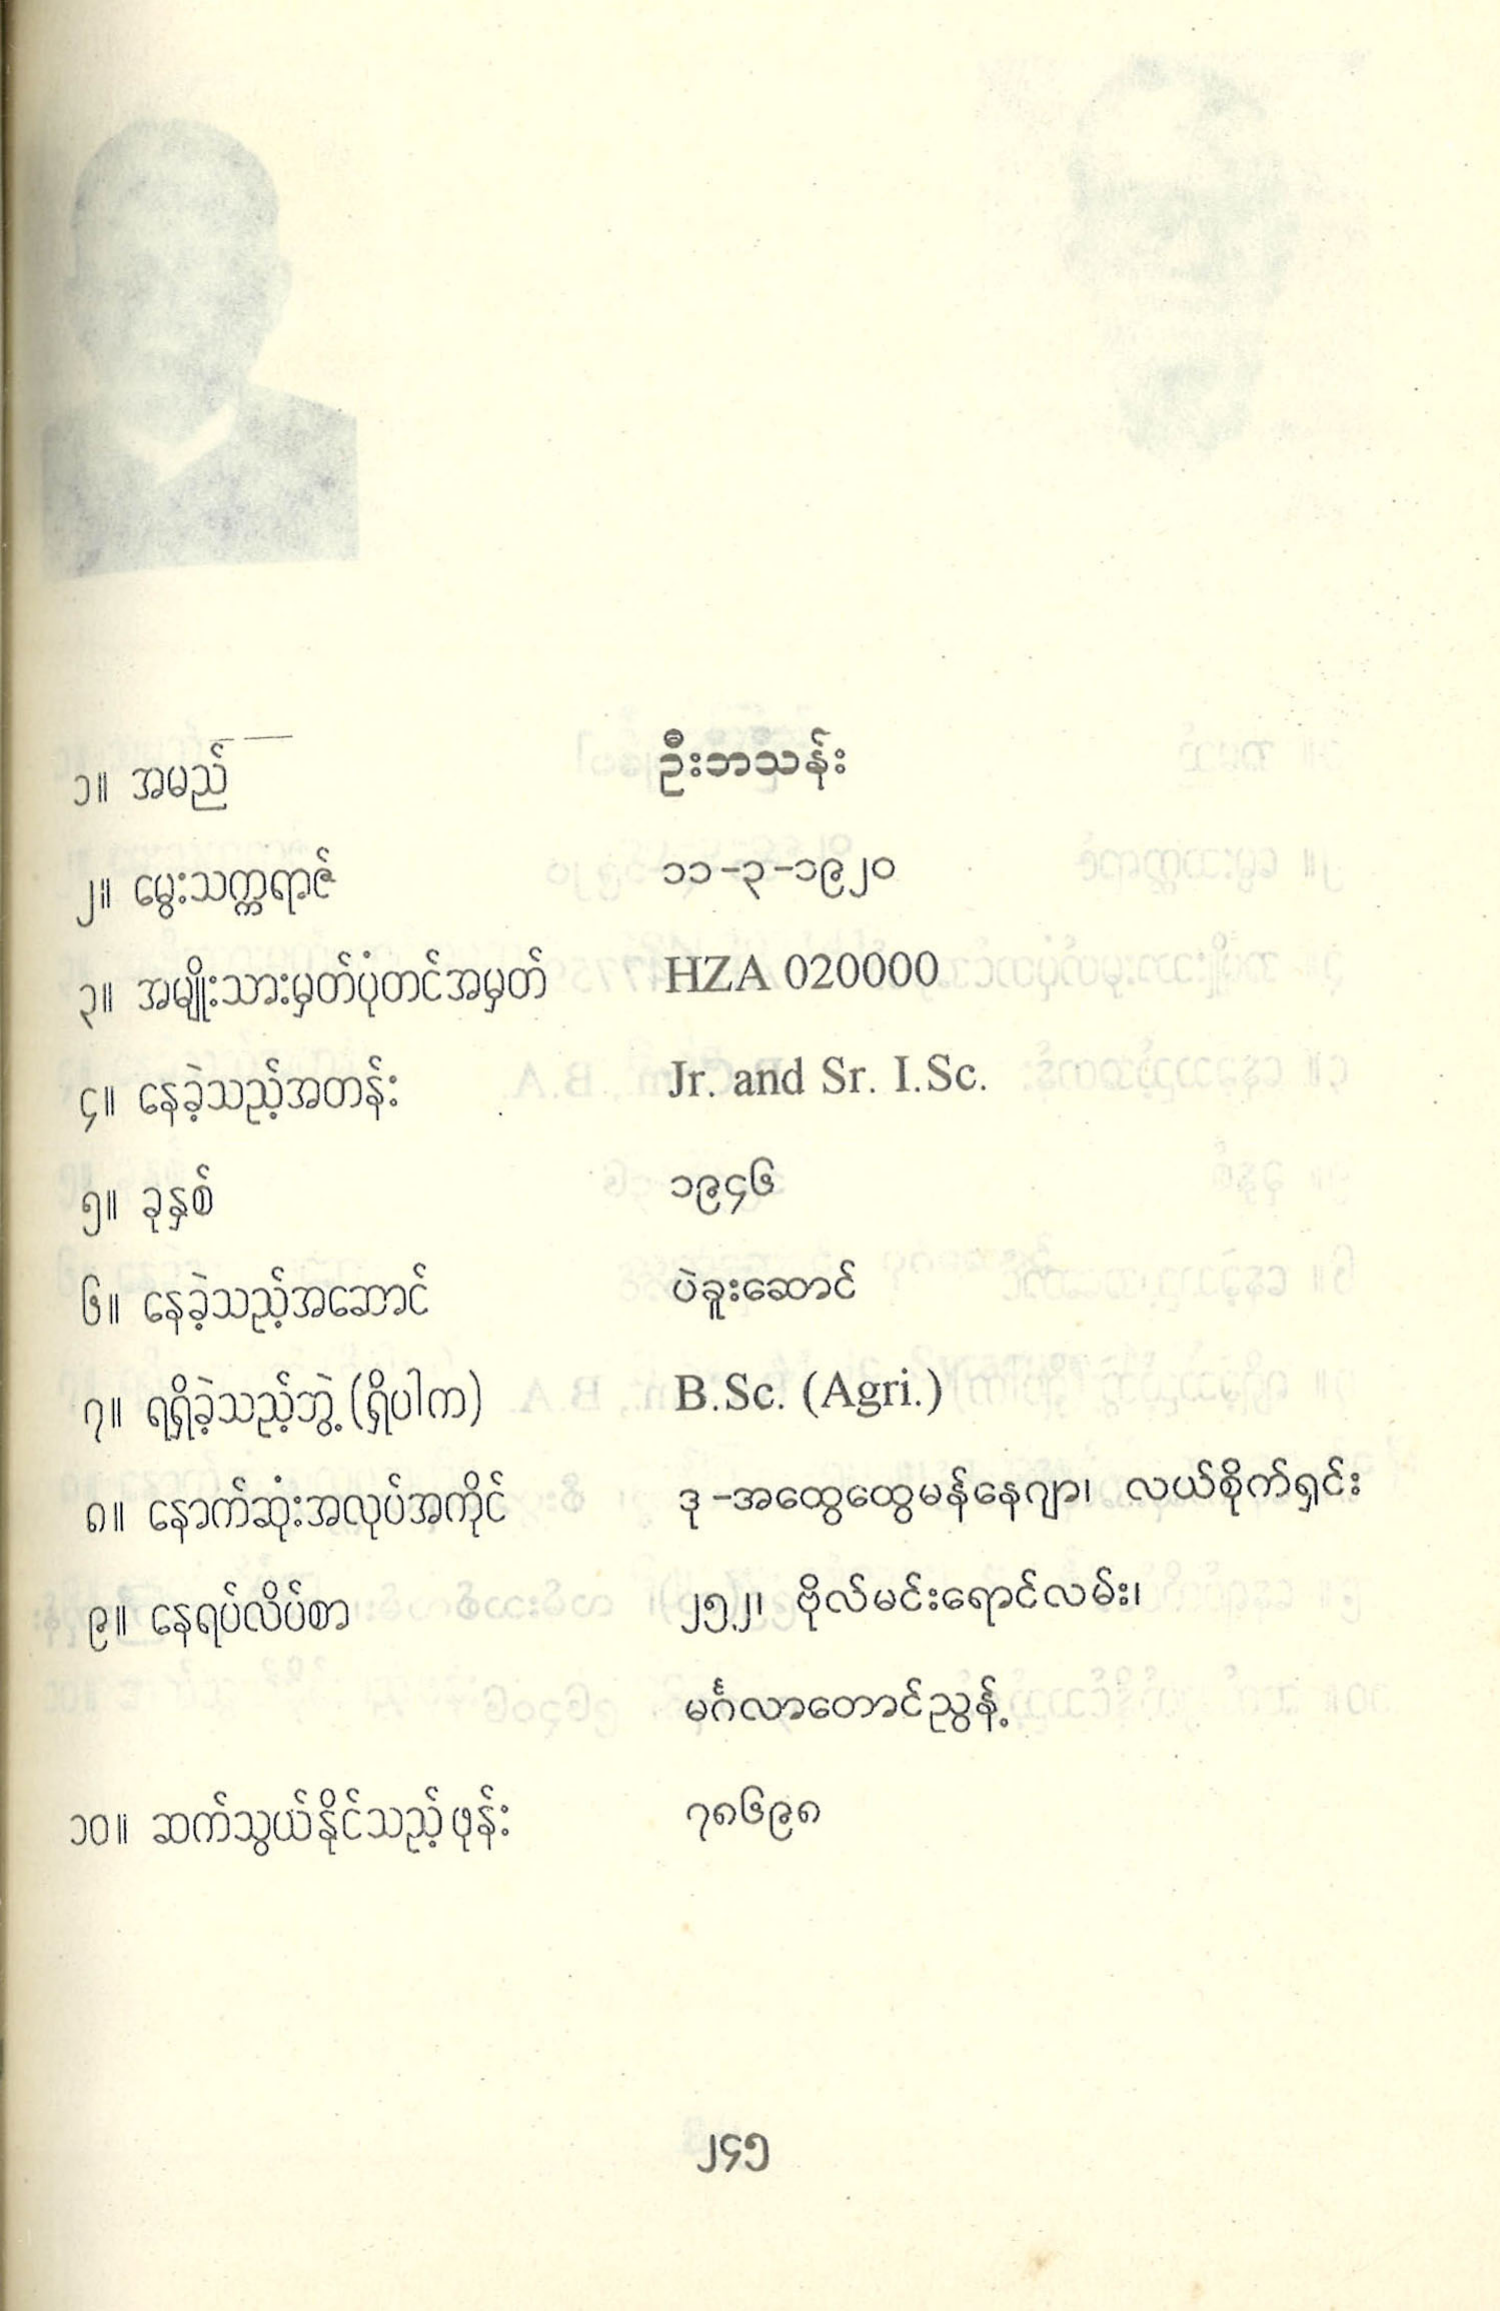 ၁။ အမည် ဦးဘသန်း
၂။ မွေးသက္ကရာဇ် ၁၁-၃-၁၉၂၀
၃။ အမျိုးသားမှတ်ပုံတင်အမှတ် HZA 020000
၄။ နေခဲ့သည့်အတန်း Jr. and Sr. I.Sc.
၅။ ခုနှစ် ၁၉၄၆
၆။ နေခဲ့သည့်အဆောင် ပဲခူးဆောင်
၇။ ရရှိခဲ့သည့်ဘွဲ့ (ရှိပါက) B.Sc. (Agri.)
၈။ နောက်ဆုံးအလုပ်အကိုင် ဒု-အထွေထွေမန်နေဂျာ၊ လယ်စိုက်ရှင်း
၉။ နေရပ်လိပ်စာ ၂၅၂၊ ဗိုလ်မင်းရောင်လမ်း၊
မင်္ဂလာတောင်ညွန့်
၁၀။ ဆက်သွယ်နိုင်သည့်ဖုန်း ၇၈၆၉၈
၂၄၅